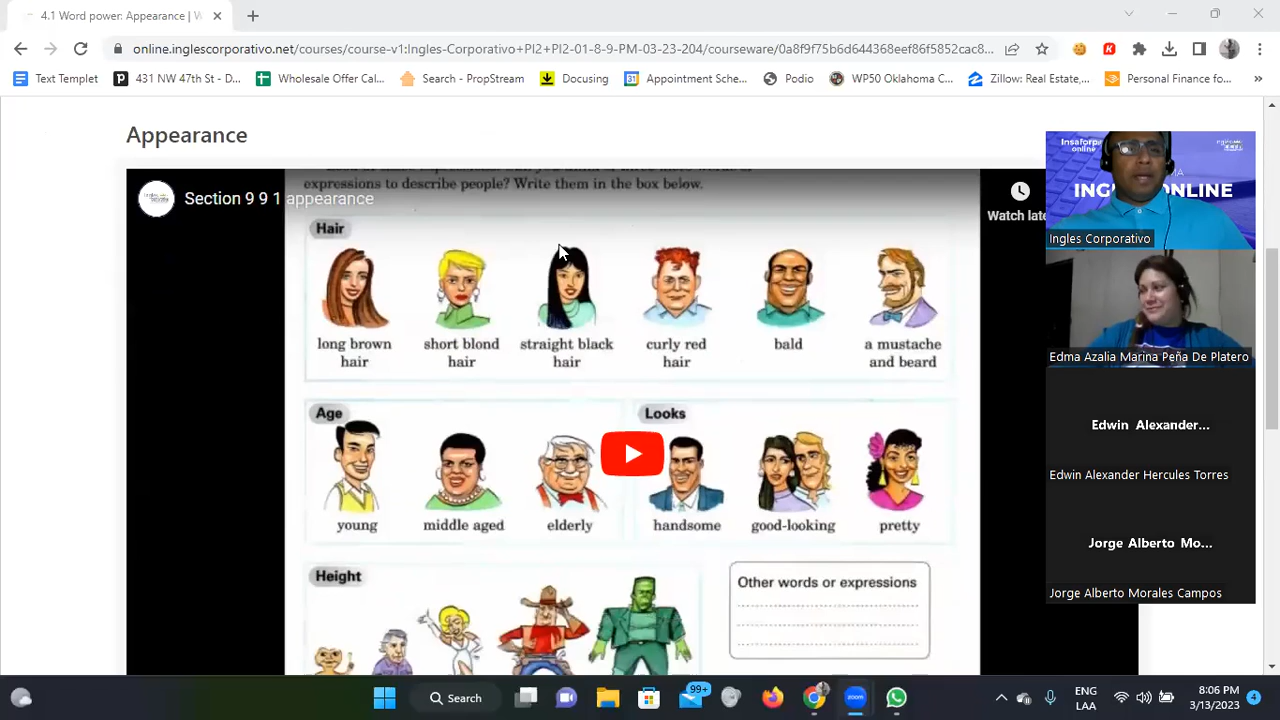 4.1 Word power: Appearance | W
online.inglescorporativo.net/courses/course-v1:Ingles-Corporativo+PI2+PI2-01-8-9-PM-03-23-204/courseware/0a8f9f75b6d644368eef86f5852cac8...
Text Templet
431 NW 47th St - D...
Wholesale Offer Cal...
Search - PropStream
Docusing
31
Appointment Sche...
Podio
WP50 Oklahoma C...
Zillow: Real Estate,...
Personal Finance fo...
»
Appearance
expressions to describe people? Write them in the box below.
Section 9 9 1 appearance
Watch late
Hair
long brown hair
short blond hair
straight black hair
curly red hair
bald
a mustache and beard
Age
Looks
young
middle aged
elderly
handsome
good-looking
pretty
Height
Other words or expressions
Insaforp
online
INGL
ONLINE
Ingles Corporativo
Edma Azalia Marina Peña De Platero
Edwin Alexander...
Edwin Alexander Hercules Torres
Jorge Alberto Mo...
Jorge Alberto Morales Campos
Search
99+
zoom
ENG
LAA
8:06 PM
3/13/2023
4